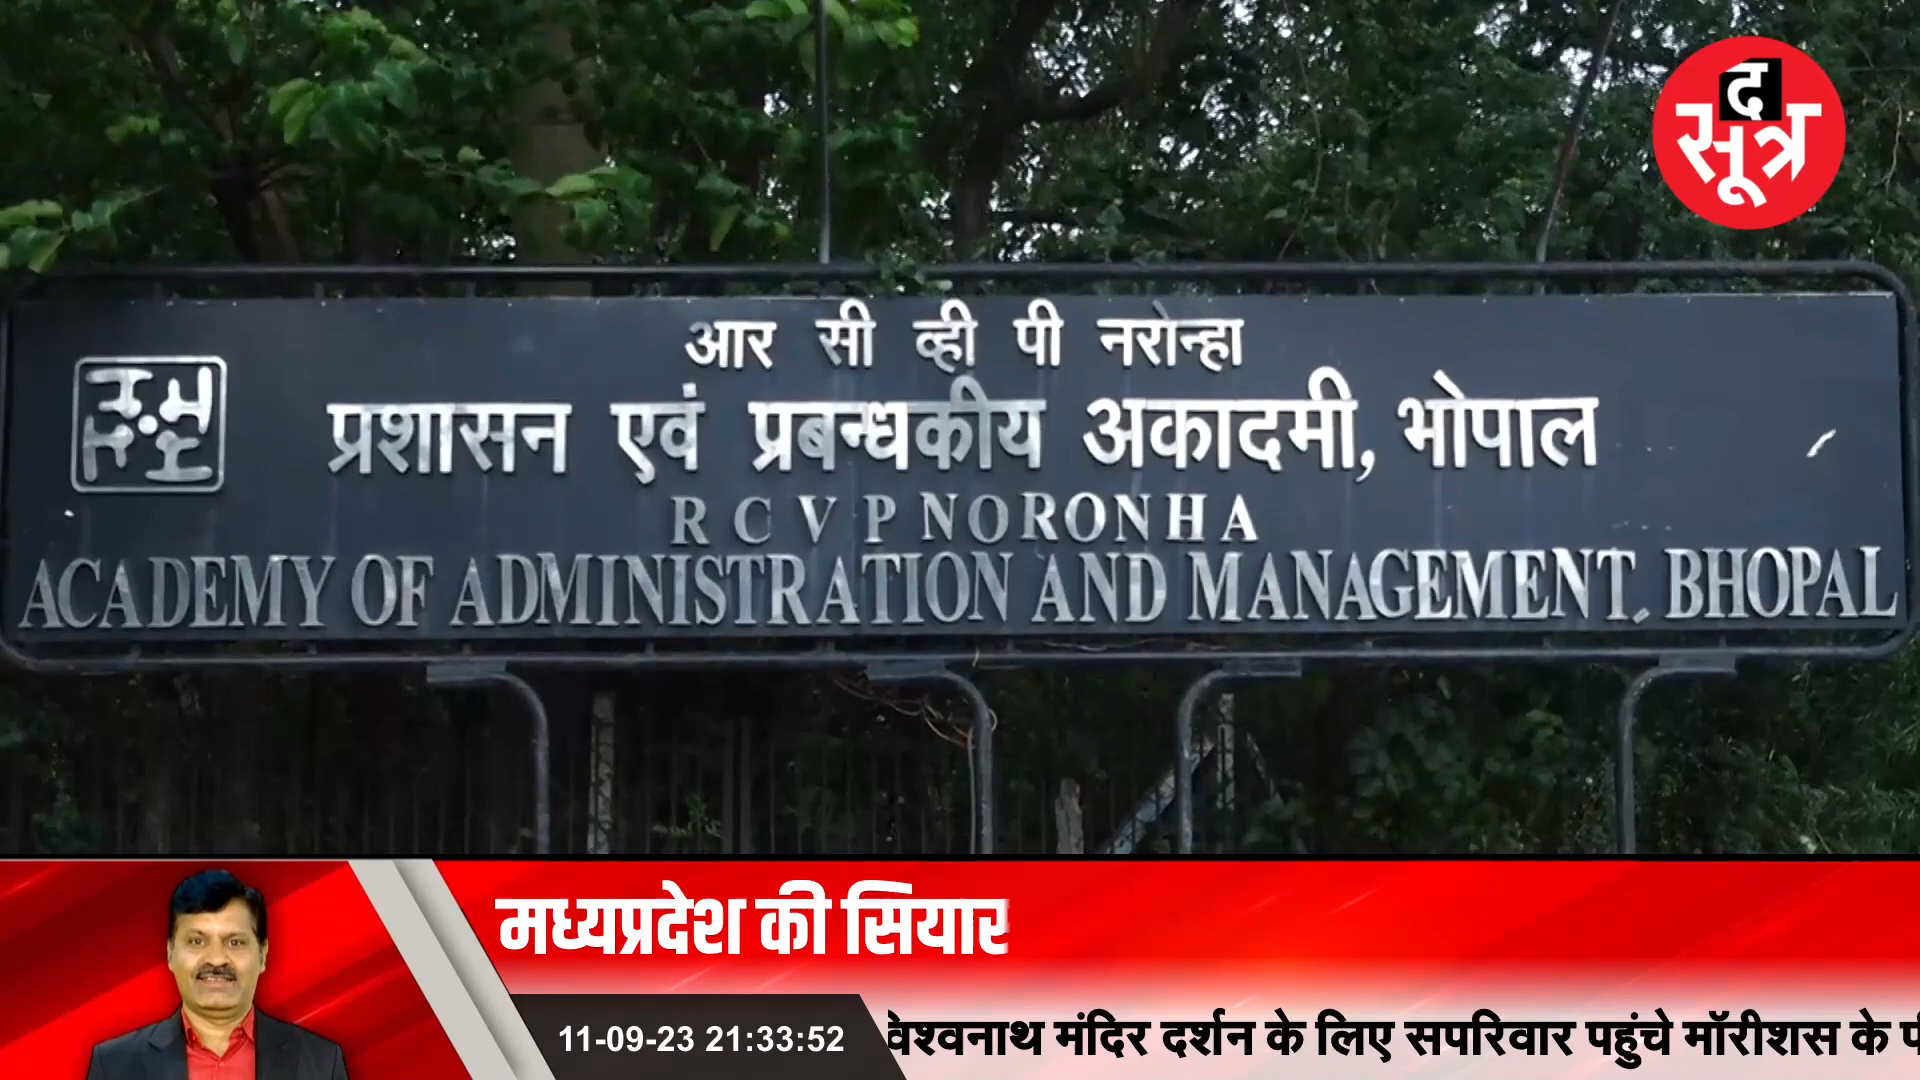 द
सूत्र
आर सी व्ही पी नरोन्हा
प्रशासन एवं प्रबन्धकीय अकादमी, भोपाल
R C V P NORONHA
ACADEMY OF ADMINISTRATION AND MANAGEMENT, BHOPAL
मध्यप्रदेश की
11-09-23 21:33:52
मंदिर दर्शन के लिए सपरिवार पहुंचे मॉरीशस के